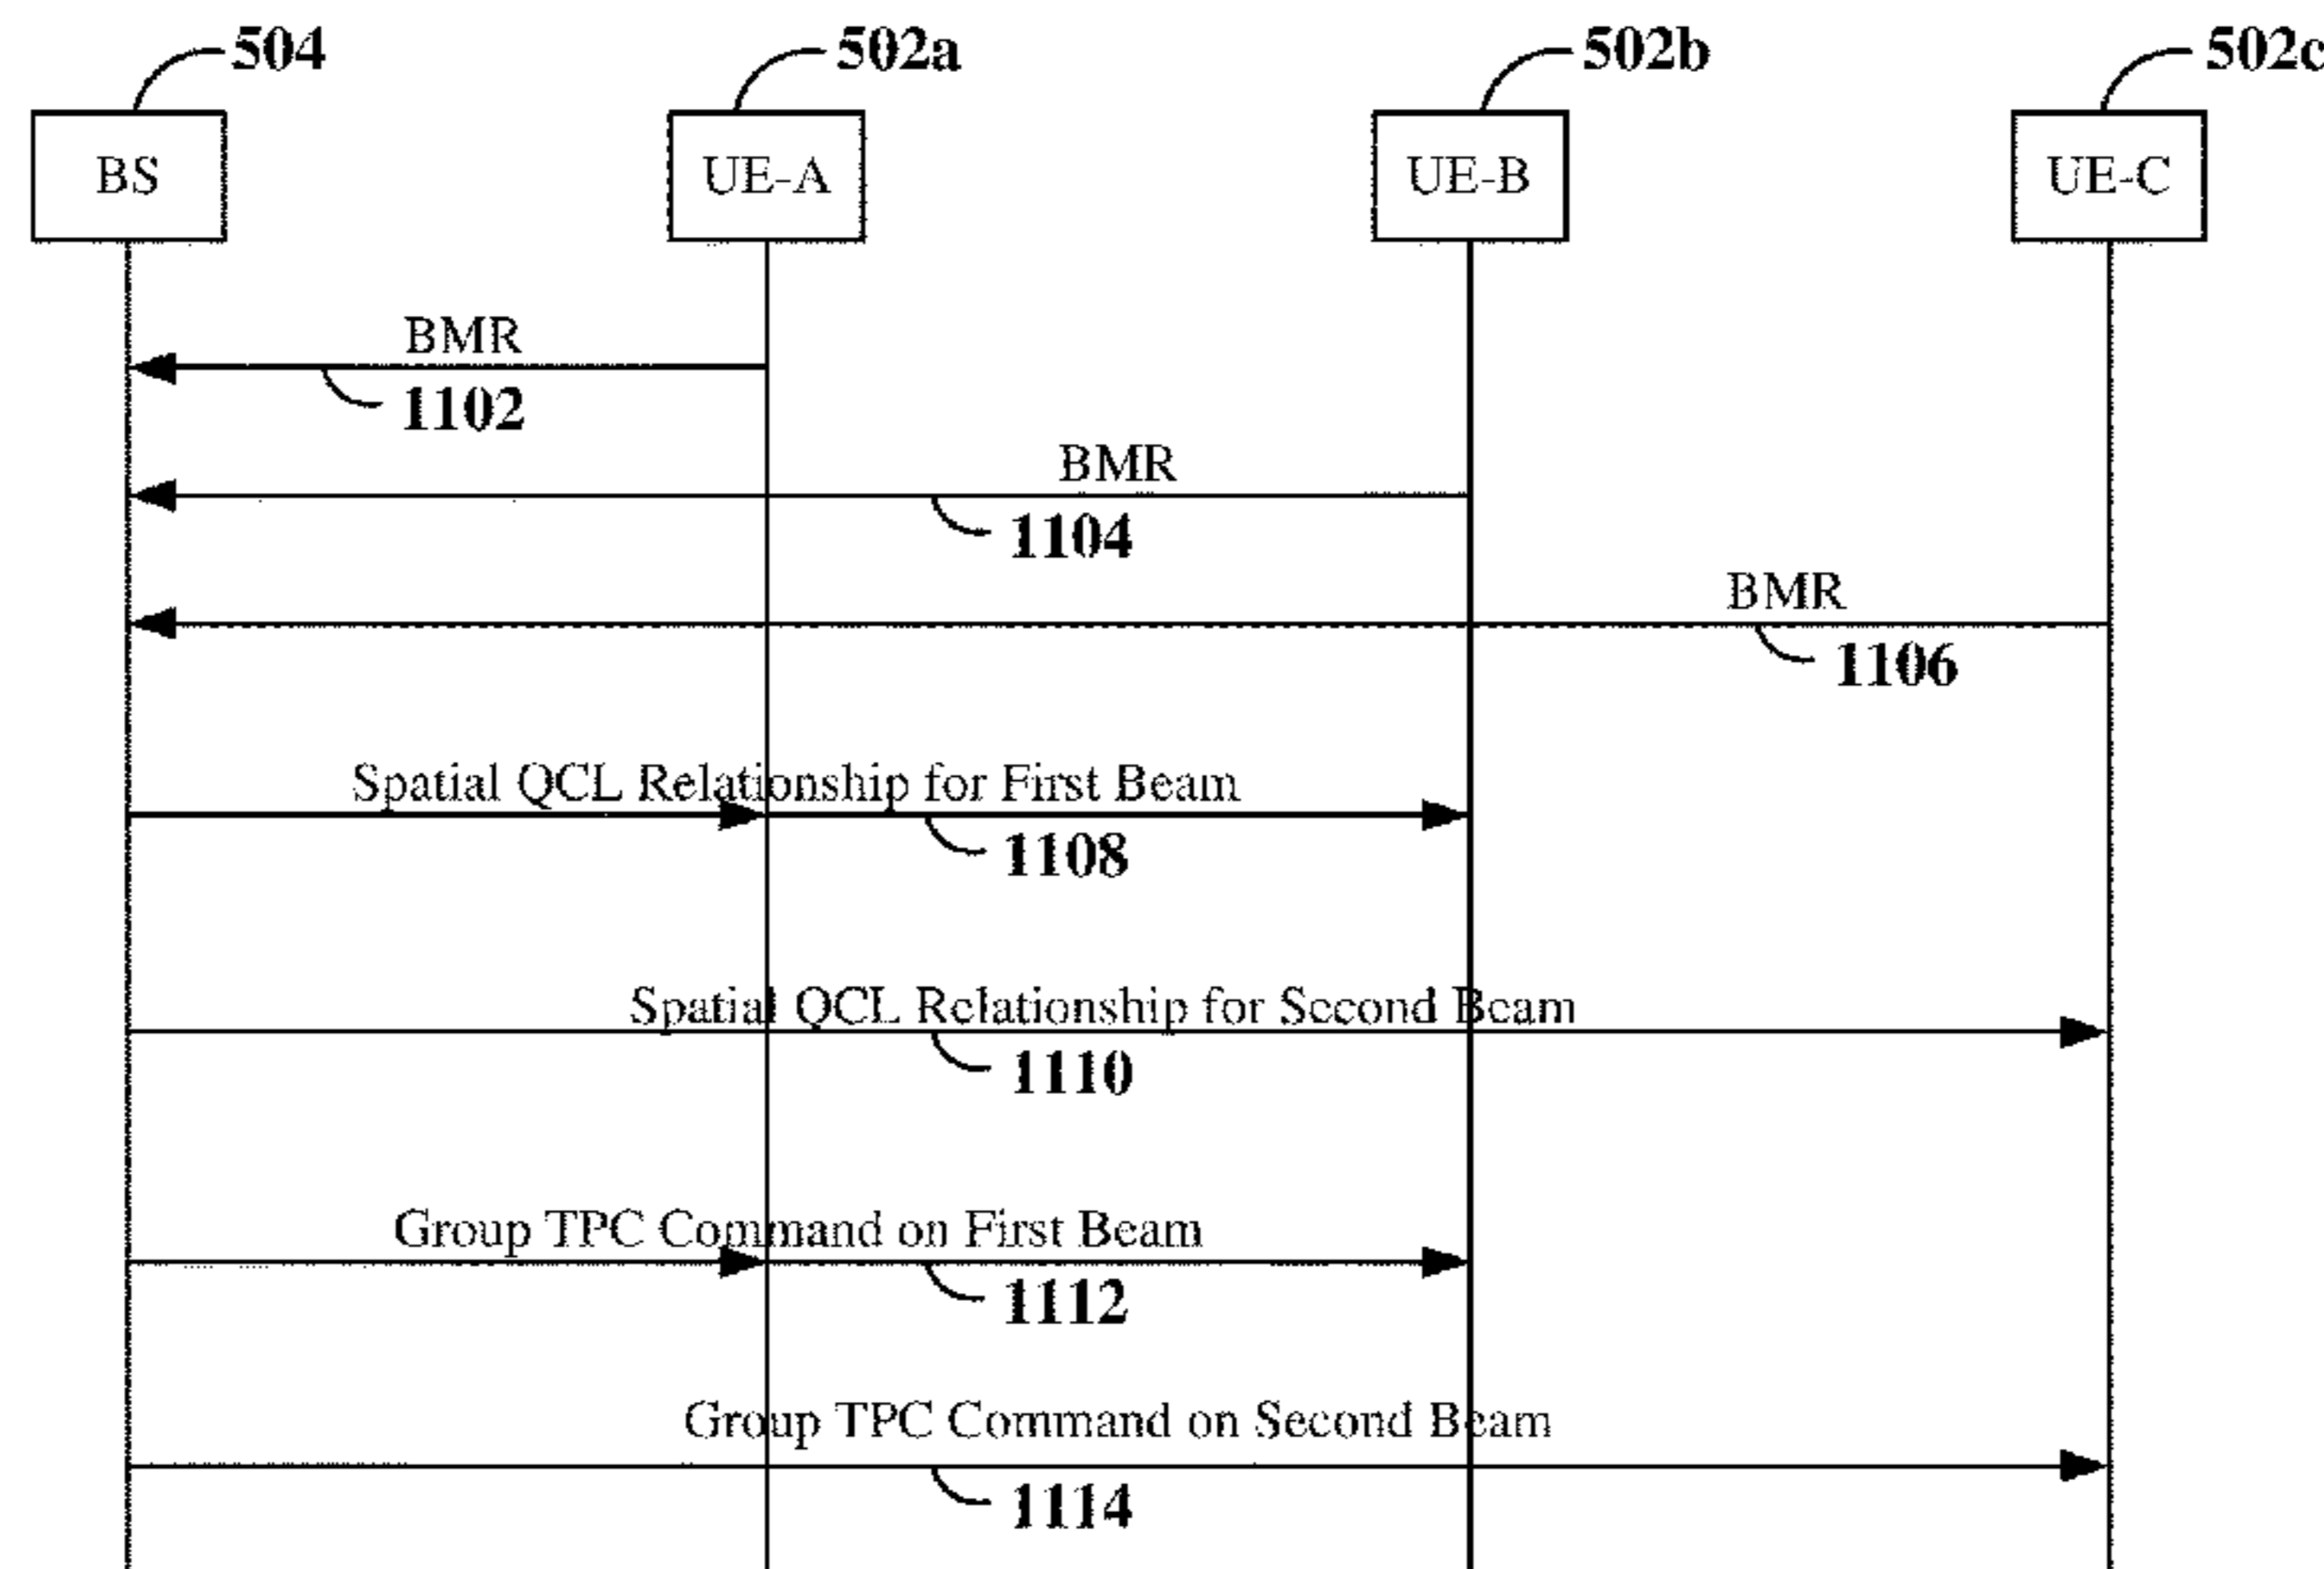 504
502a
502b
502c
BS
UE-A
UE-B
UE-C
BMR
1102
BMR
1104
BMR
1106
Spatial QCL Relationship for First Beam
1108
Spatial QCL Relationship for Second Beam
1110
Group TPC Command on First Beam
1112
Group TPC Command on Second Beam
1114